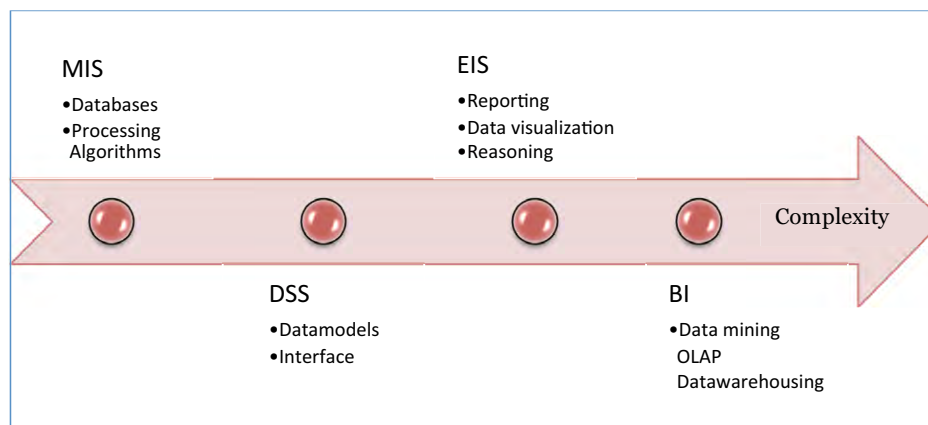 MIS
•Databases
•Processing
Algorithms
EIS
•Reporting
•Data visualization
•Reasoning
Complexity
DSS
•Datamodels
•Interface
BI
•Data mining
OLAP
Datawarehousing